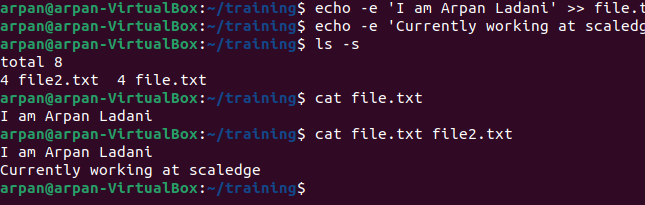 arpan@arpan-VirtualBox:~/training$ echo -e 'I am Arpan Ladani' >> file.t
arpan@arpan-VirtualBox:~/training$ echo -e 'Currently working at scaledg
arpan@arpan-VirtualBox:~/training$ ls -s
total 8
4 file2.txt  4 file.txt
arpan@arpan-VirtualBox:~/training$ cat file.txt
I am Arpan Ladani
arpan@arpan-VirtualBox:~/training$ cat file.txt file2.txt
I am Arpan Ladani
Currently working at scaledge
arpan@arpan-VirtualBox:~/training$